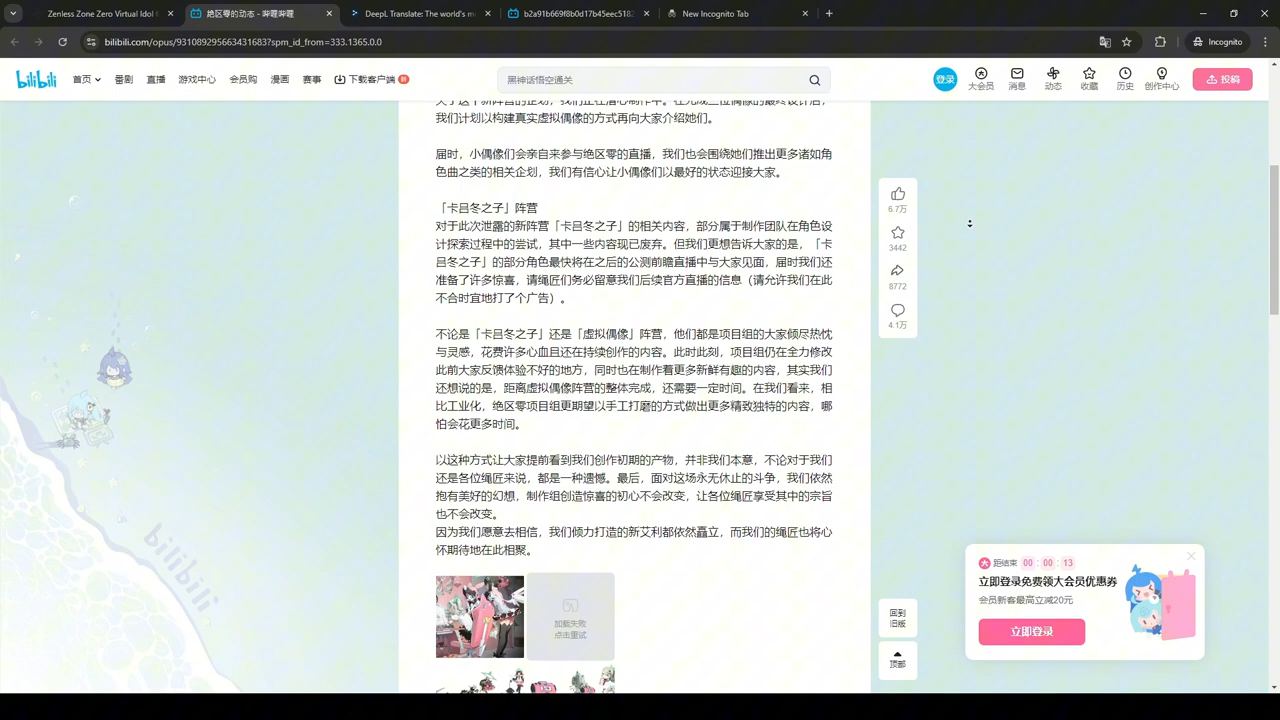 Zenless Zone Zero Virtual Idol
绝区零的动态 - 哔哩哔哩
DeepL Translate: The world's m
b2a91b669f8b0d17b45eec5182
New Incognito Tab
bilibili.com/opus/931089295663431683?spm_id_from=333.1365.0.0
Incognito
bilibili
首页
番剧
直播
游戏中心
会员购
漫画
赛事
下载客户端
黑神话悟空通关
登录
大会员
消息
动态
收藏
历史
创作中心
投稿
关于这个新阵营的企划，我们正在潜心制作中。在完成三位偶像的最终设计后，
我们计划以构建真实虚拟偶像的方式再向大家介绍她们。
届时，小偶像们会亲自来参与绝区零的直播，我们也会围绕她们推出更多诸如角
色曲之类的相关企划，我们有信心让小偶像们以最好的状态迎接大家。
「卡吕冬之子」阵营
对于此次泄露的新阵营「卡吕冬之子」的相关内容，部分属于制作团队在角色设
计探索过程中的尝试，其中一些内容现已废弃。但我们更想告诉大家的是，「卡
吕冬之子」的部分角色最快将在之后的公测前瞻直播中与大家见面，届时我们还
准备了许多惊喜，请绳匠们务必留意我们后续官方直播的信息（请允许我们在此
不合时宜地打了个广告）。
不论是「卡吕冬之子」还是「虚拟偶像」阵营，他们都是项目组的大家倾尽热忱
与灵感，花费许多心血且还在持续创作的内容。此时此刻，项目组仍在全力修改
此前大家反馈体验不好的地方，同时也在制作着更多新鲜有趣的内容，其实我们
还想说的是，距离虚拟偶像阵营的整体完成，还需要一定时间。在我们看来，相
比工业化，绝区零项目组更期望以手工打磨的方式做出更多精致独特的内容，哪
怕会花更多时间。
以这种方式让大家提前看到我们创作初期的产物，并非我们本意，不论对于我们
还是各位绳匠来说，都是一种遗憾。最后，面对这场永无休止的斗争，我们依然
抱有美好的幻想，制作组创造惊喜的初心不会改变，让各位绳匠享受其中的宗旨
也不会改变。
因为我们愿意去相信，我们倾力打造的新艾利都依然矗立，而我们的绳匠也将心
怀期待地在此相聚。
加载失败
点击重试
6.7万
3442
8772
4.1万
回到
旧版
顶部
距结束 00 : 00 : 13
立即登录免费领大会员优惠券
会员新客最高立减20元
立即登录
bilibili